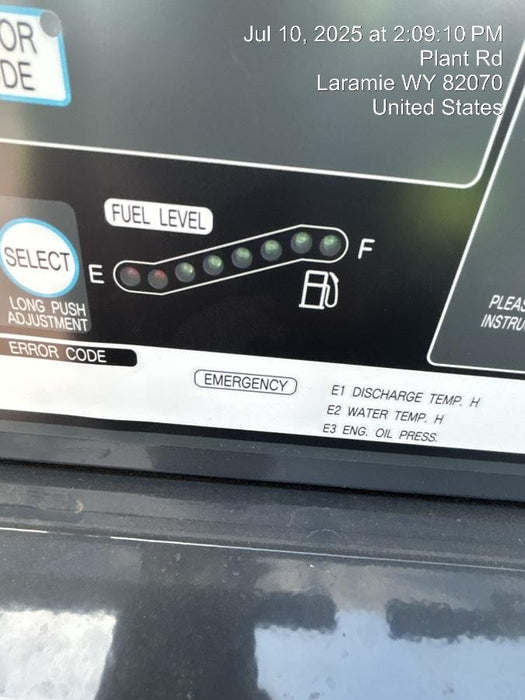 Jul 10, 2025 at 2:09:10 PM
Plant Rd
Laramie WY 82070
United States
OR
DE
FUEL LEVEL
SELECT
E
F
LONG PUSH
ADJUSTMENT
ERROR CODE
EMERGENCY
E1 DISCHARGE TEMP. H
E2 WATER TEMP. H
E3 ENG. OIL PRESS.
PLEAS
INSTRU